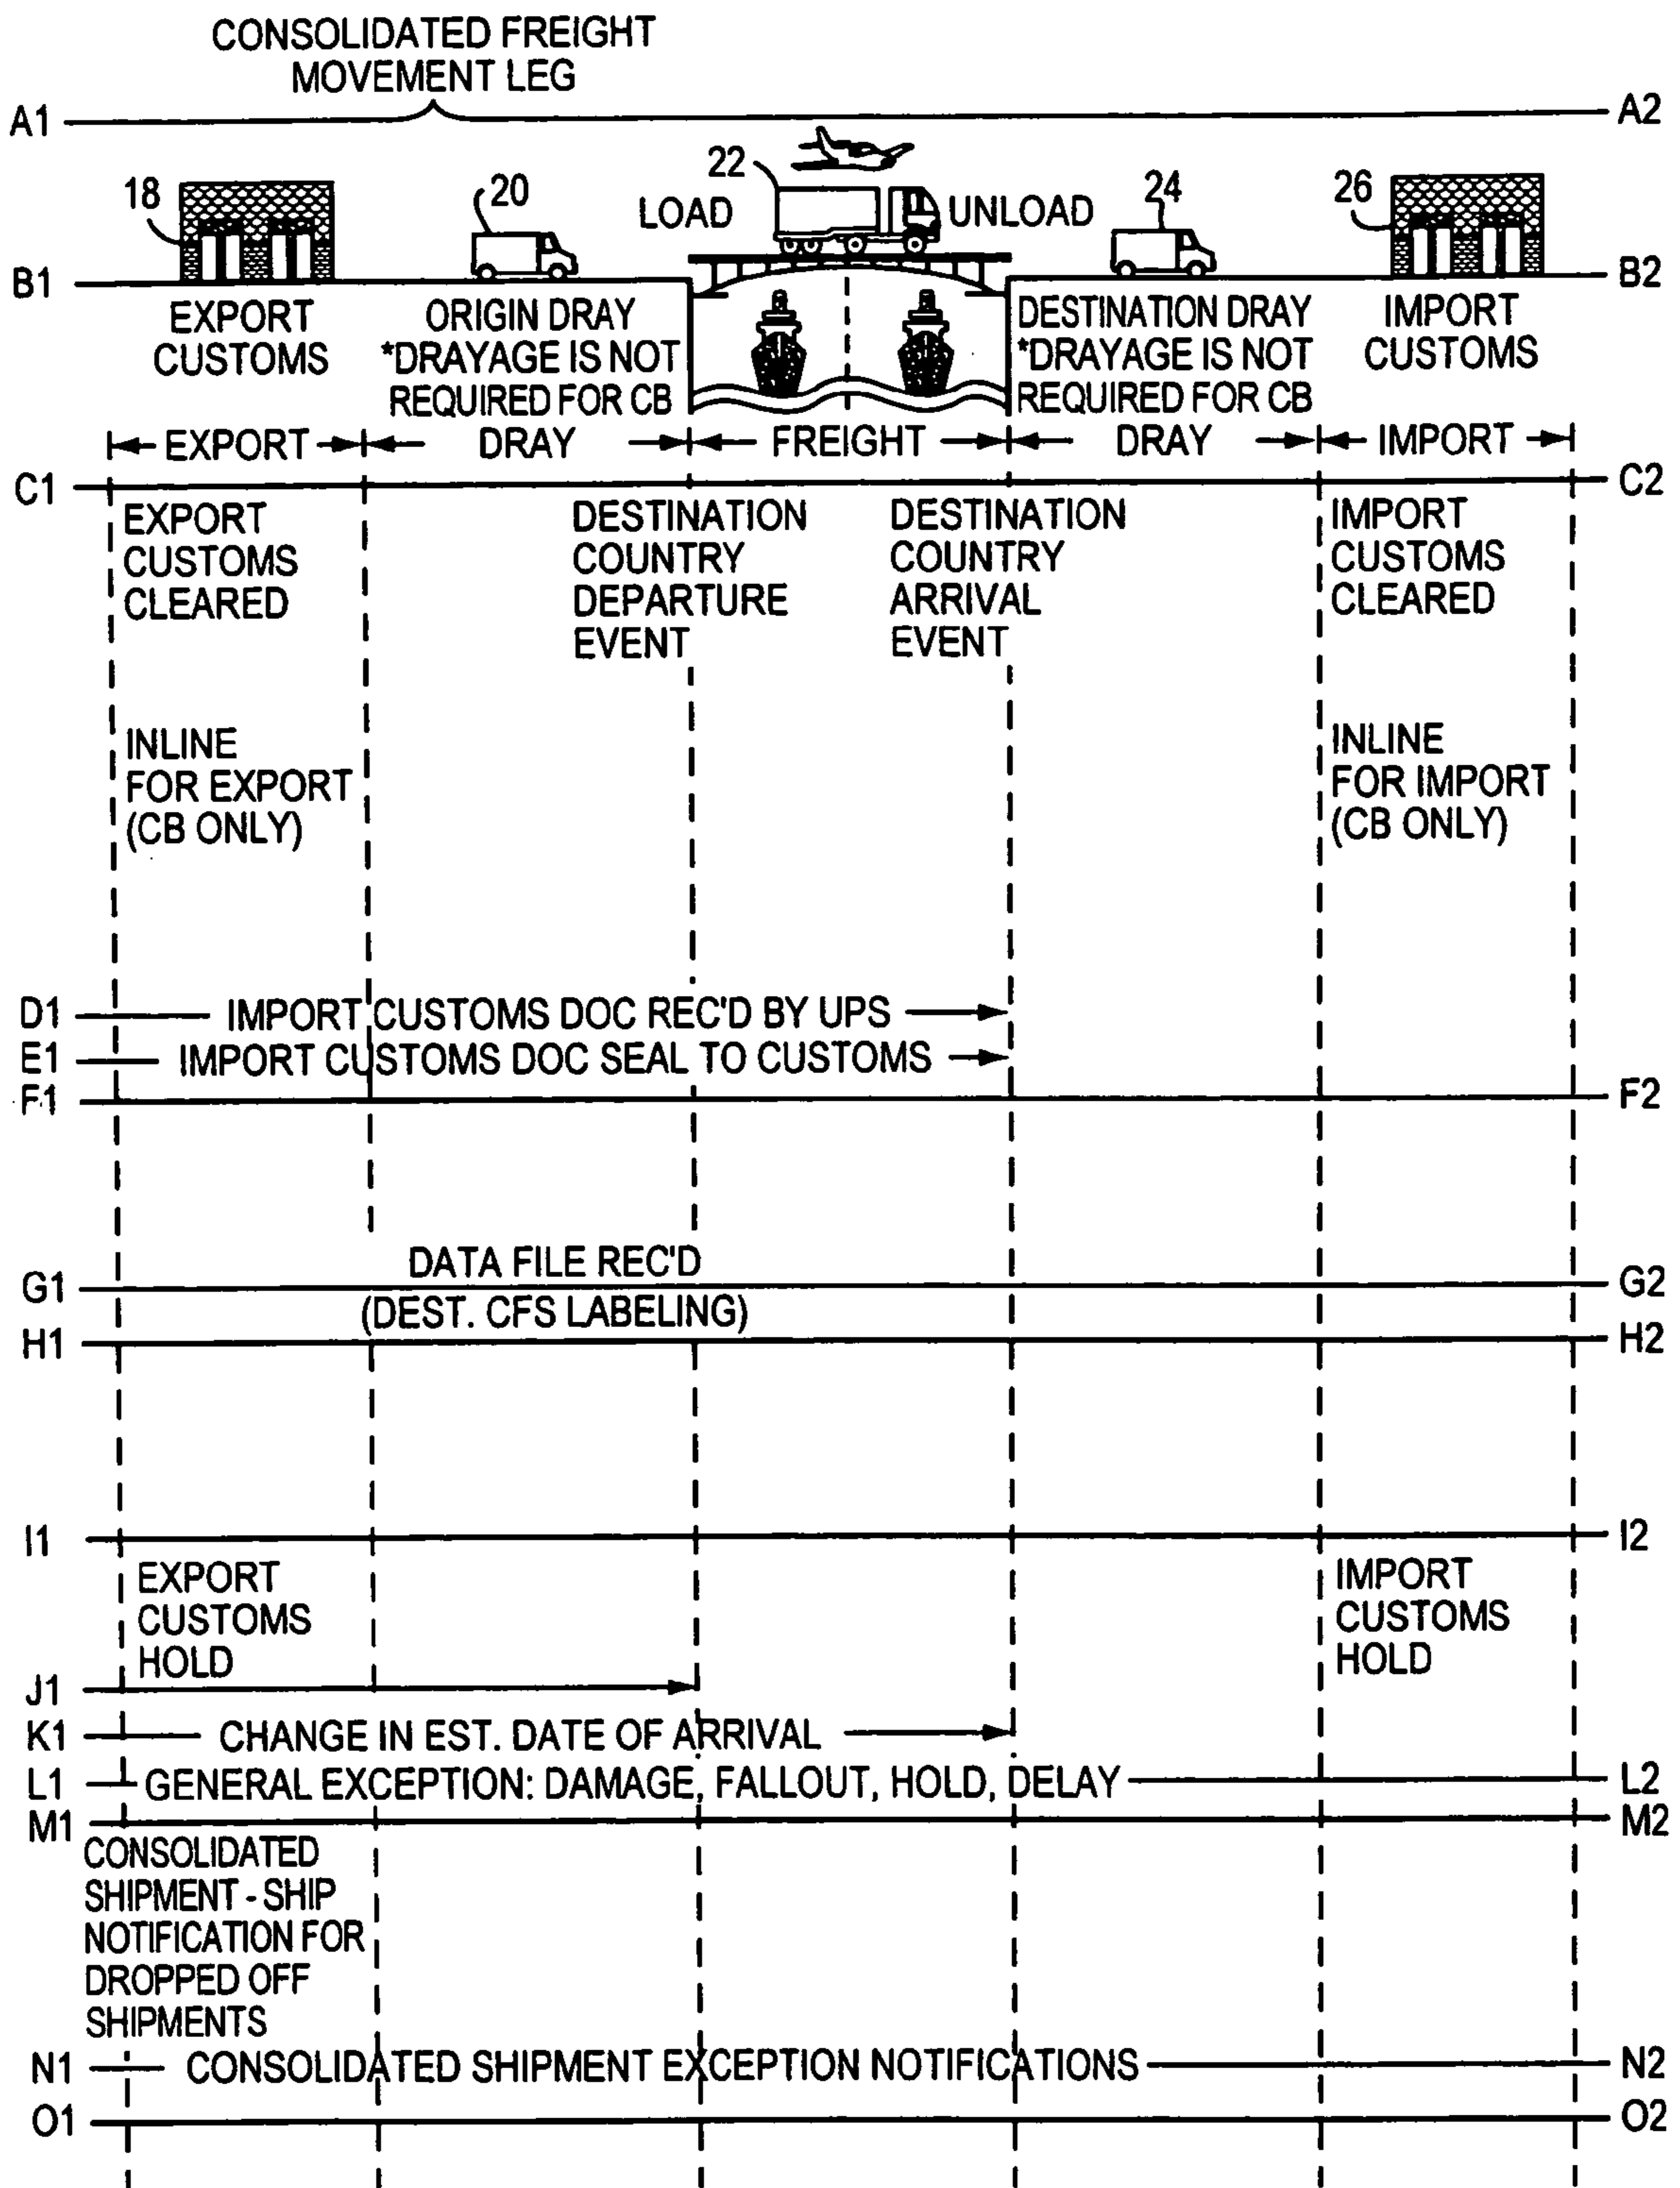 CONSOLIDATED FREIGHT
MOVEMENT LEG
A1
A2
18
20
22
LOAD
UNLOAD
24
26
B1
B2
EXPORT
CUSTOMS
ORIGIN DRAY
*DRAYAGE IS NOT
REQUIRED FOR CB
DESTINATION DRAY
*DRAYAGE IS NOT
REQUIRED FOR CB
IMPORT
CUSTOMS
EXPORT
DRAY
FREIGHT
DRAY
IMPORT
C1
C2
EXPORT
CUSTOMS
CLEARED
DESTINATION
COUNTRY
DEPARTURE
EVENT
DESTINATION
COUNTRY
ARRIVAL
EVENT
IMPORT
CUSTOMS
CLEARED
INLINE
FOR EXPORT
(CB ONLY)
INLINE
FOR IMPORT
(CB ONLY)
D1 IMPORT CUSTOMS DOC REC'D BY UPS
E1 IMPORT CUSTOMS DOC SEAL TO CUSTOMS
F1
F2
DATA FILE REC'D
G1
G2
(DEST. CFS LABELING)
H1
H2
I1
I2
EXPORT
CUSTOMS
HOLD
IMPORT
CUSTOMS
HOLD
J1
K1 CHANGE IN EST. DATE OF ARRIVAL
L1 GENERAL EXCEPTION: DAMAGE, FALLOUT, HOLD, DELAY L2
M1
M2
CONSOLIDATED
SHIPMENT - SHIP
NOTIFICATION FOR
DROPPED OFF
SHIPMENTS
N1 CONSOLIDATED SHIPMENT EXCEPTION NOTIFICATIONS N2
O1
O2